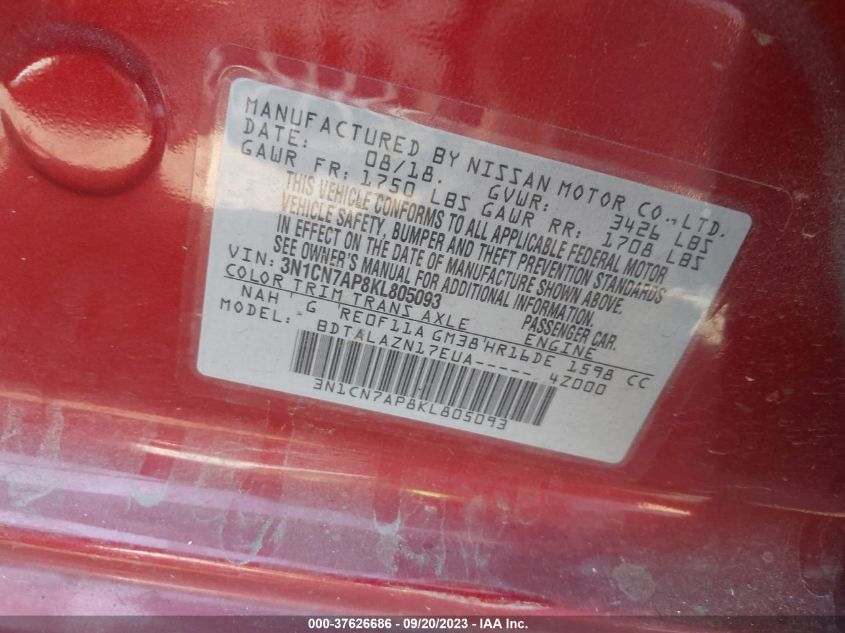 MANUFACTURED BY NISSAN MOTOR CO.,LTD.
DATE: 08/18. GVWR: 3426 LBS
GAWR FR: 1750 LBS GAWR RR: 1708 LBS
THIS VEHICLE CONFORMS TO ALL APPLICABLE FEDERAL MOTOR
VEHICLE SAFETY, BUMPER AND THEFT PREVENTION STANDARDS
IN EFFECT ON THE DATE OF MANUFACTURE SHOWN ABOVE.
SEE OWNER'S MANUAL FOR ADDITIONAL INFORMATION.
VIN: 3N1CN7AP8KL805093 PASSENGER CAR.
COLOR TRIM TRANS AXLE ENGINE
NAH G RE0F11A GM38 HR16DE 1598 CC
MODEL: BDTALAZN17EUA----- 4Z000
3N1CN7AP8KL805093
000-37626686 - 09/20/2023 - IAA Inc.